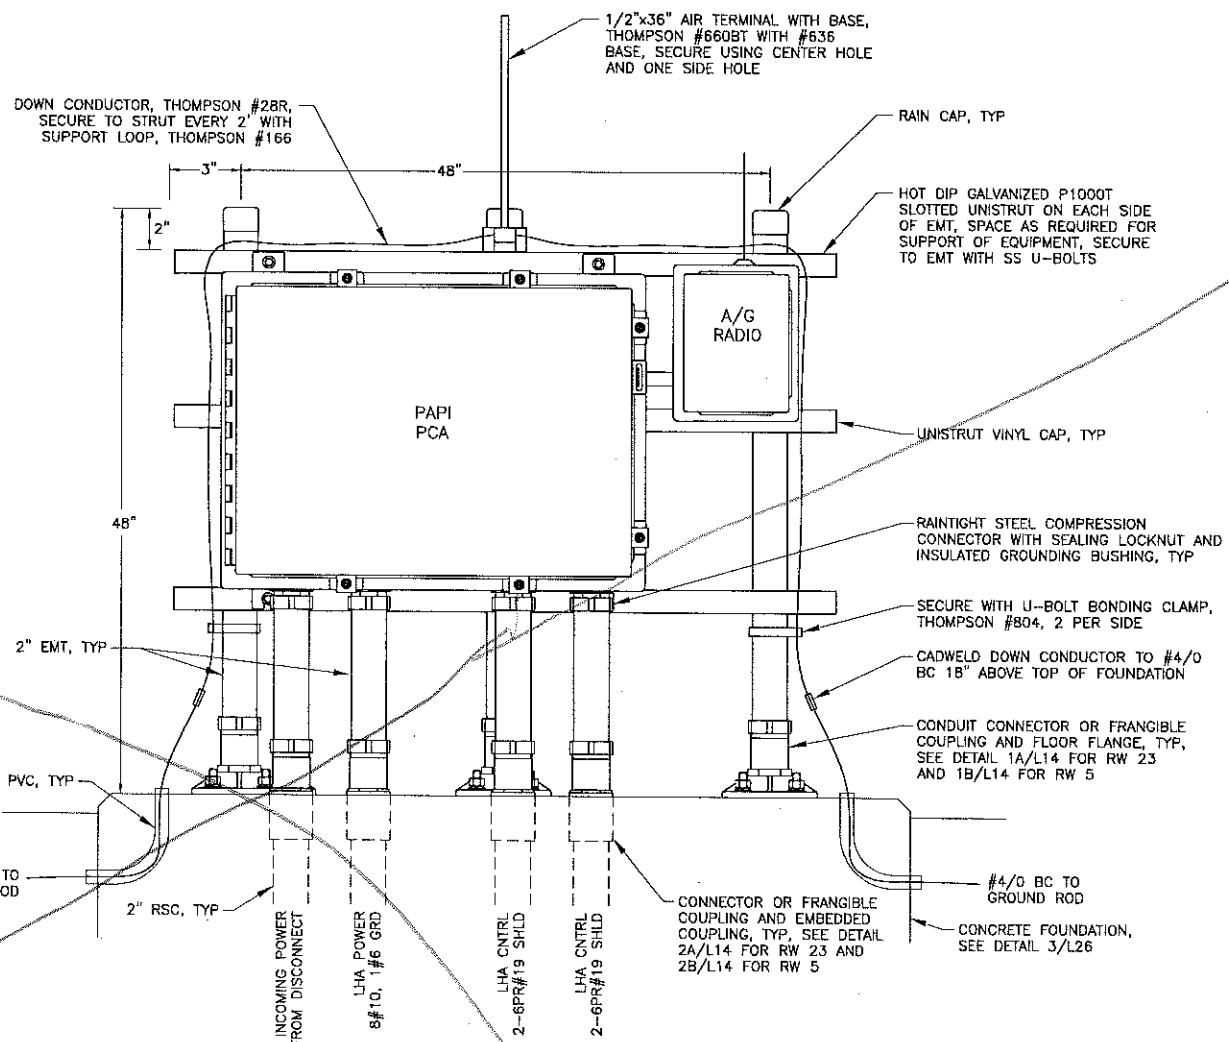 1/2"x36" AIR TERMINAL WITH BASE,
THOMPSON #660BT WITH #636
BASE, SECURE USING CENTER HOLE
AND ONE SIDE HOLE
DOWN CONDUCTOR, THOMPSON #28R,
SECURE TO STRUT EVERY 2' WITH
SUPPORT LOOP, THOMPSON #166
RAIN CAP, TYP
3"
48"
2"
HOT DIP GALVANIZED P1000T
SLOTTED UNISTRUT ON EACH SIDE
OF EMT, SPACE AS REQUIRED FOR
SUPPORT OF EQUIPMENT, SECURE
TO EMT WITH SS U-BOLTS
A/G
RADIO
PAPI
PCA
UNISTRUT VINYL CAP, TYP
48"
RAINTIGHT STEEL COMPRESSION
CONNECTOR WITH SEALING LOCKNUT AND
INSULATED GROUNDING BUSHING, TYP
SECURE WITH U-BOLT BONDING CLAMP,
THOMPSON #804, 2 PER SIDE
2" EMT, TYP
CADWELD DOWN CONDUCTOR TO #4/0
BC 18" ABOVE TOP OF FOUNDATION
CONDUIT CONNECTOR OR FRANGIBLE
COUPLING AND FLOOR FLANGE, TYP,
SEE DETAIL 1A/L14 FOR RW 23
AND 1B/L14 FOR RW 5
PVC, TYP
TO
OD
#4/0 BC TO
GROUND ROD
2" RSC, TYP
CONNECTOR OR FRANGIBLE
COUPLING AND EMBEDDED
COUPLING, TYP, SEE DETAIL
2A/L14 FOR RW 23 AND
2B/L14 FOR RW 5
CONCRETE FOUNDATION,
SEE DETAIL 3/L26
INCOMING POWER
FROM DISCONNECT
LHA POWER
8#10, 1#6 GRD
LHA CNTRL
2-6PR#19 SHLD
LHA CNTRL
2-6PR#19 SHLD